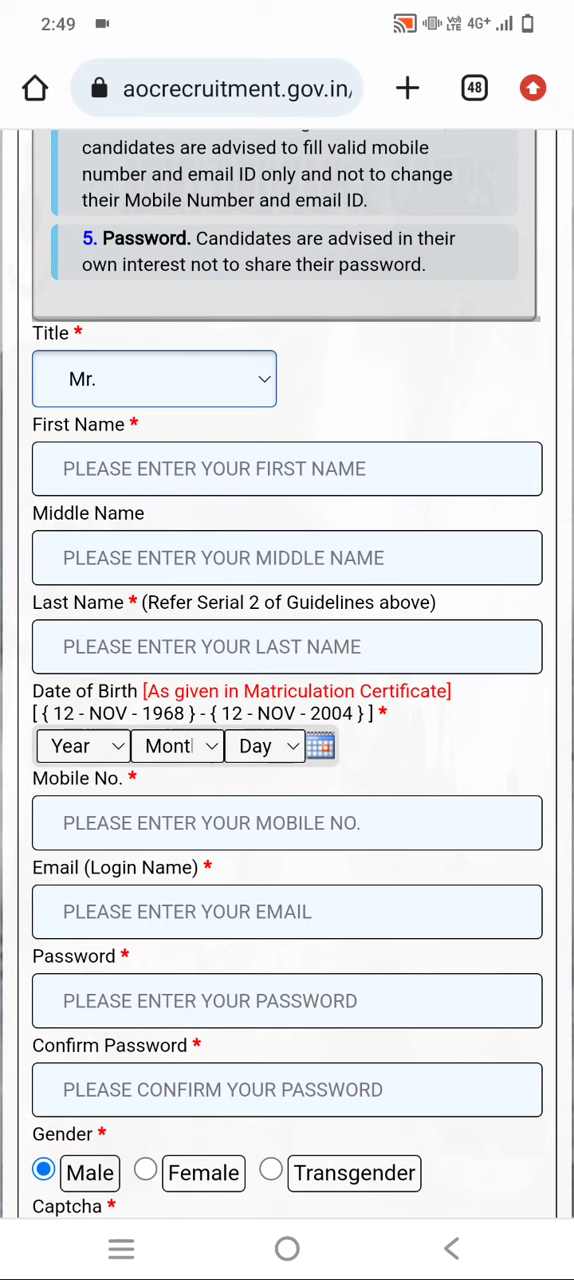 2:49
Vo))
LTE 4G+
aocrecruitment.gov.in/
48
candidates are advised to fill valid mobile
number and email ID only and not to change
their Mobile Number and email ID.
5. Password. Candidates are advised in their
own interest not to share their password.
Title *
Mr.
First Name *
PLEASE ENTER YOUR FIRST NAME
Middle Name
PLEASE ENTER YOUR MIDDLE NAME
Last Name * (Refer Serial 2 of Guidelines above)
PLEASE ENTER YOUR LAST NAME
Date of Birth [As given in Matriculation Certificate]
[ { 12 - NOV - 1968 } - { 12 - NOV - 2004 } ] *
Year Mont Day
Mobile No. *
PLEASE ENTER YOUR MOBILE NO.
Email (Login Name) *
PLEASE ENTER YOUR EMAIL
Password *
PLEASE ENTER YOUR PASSWORD
Confirm Password *
PLEASE CONFIRM YOUR PASSWORD
Gender *
Male Female Transgender
Captcha *